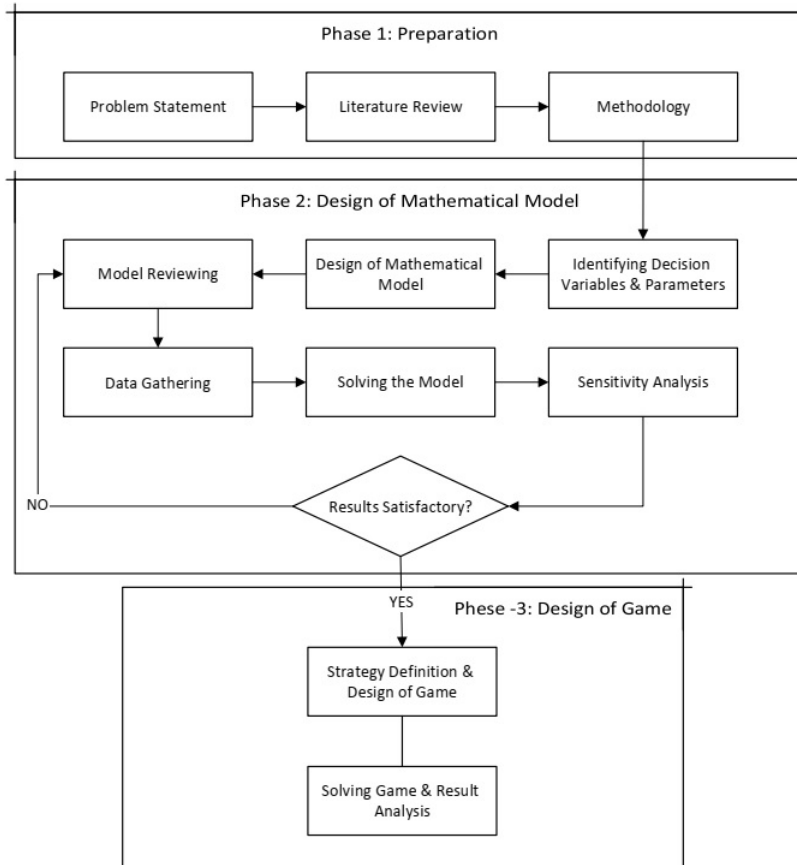 Phase 1: Preparation
Problem Statement
Literature Review
Methodology
Phase 2: Design of Mathematical Model
Model Reviewing
Design of Mathematical
Model
Identifying Decision
Variables & Parameters
Data Gathering
Solving the Model
Sensitivity Analysis
Results Satisfactory?
NO
YES
Phese -3: Design of Game
Strategy Definition &
Design of Game
Solving Game & Result
Analysis